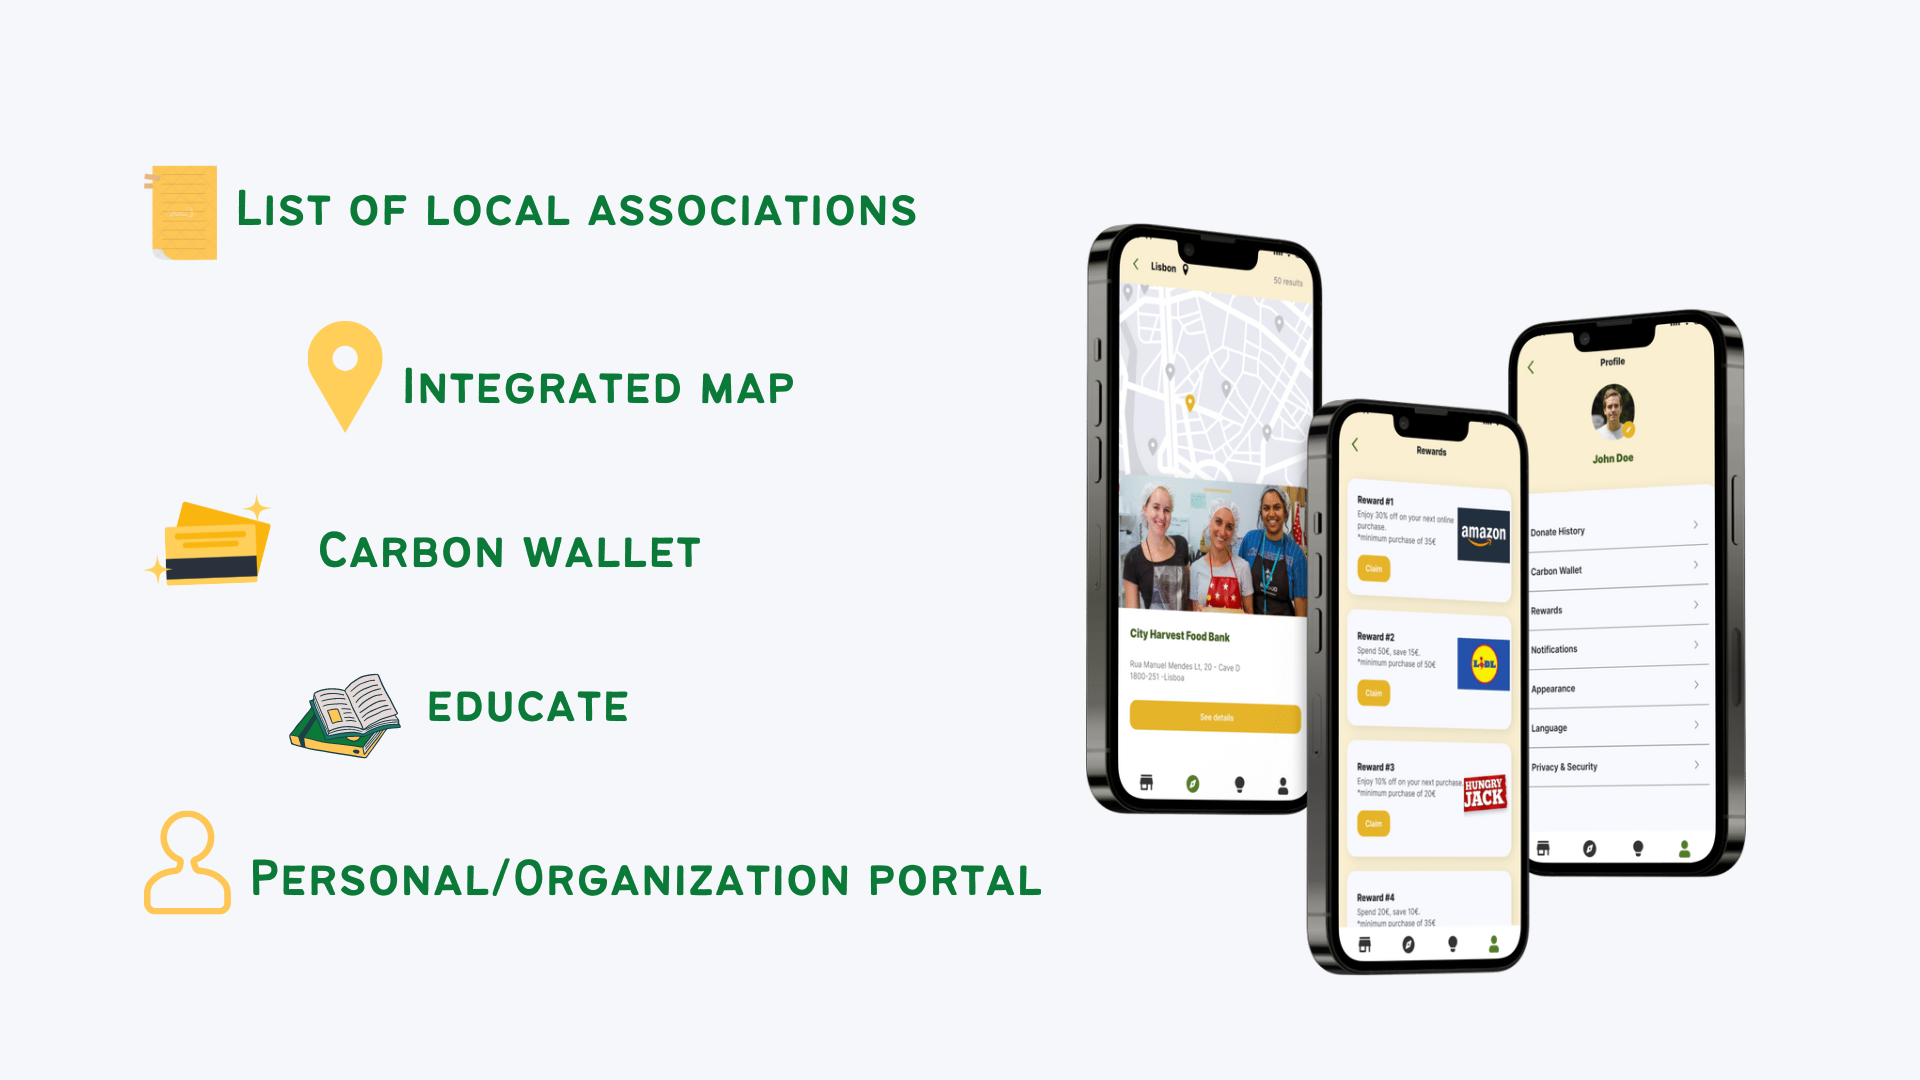 List of local associations
Integrated map
Carbon wallet
educate
Personal/Organization portal
Lisbon
50 results
City Harvest Food Bank
Rua Manuel Mendes Lt, 20 - Cave D
1800-251 -Lisboa
See details
Rewards
Reward #1
Enjoy 30% off on your next online
purchase.
*minimum purchase of 35€
amazon
Claim
Reward #2
Spend 50€, save 15€.
*minimum purchase of 50€
LIDL
Claim
Reward #3
Enjoy 10% off on your next purchase.
*minimum purchase of 20€
HUNGRY
JACK
Claim
Reward #4
Spend 20€, save 10€.
*minimum purchase of 35€
Profile
John Doe
Donate History
Carbon Wallet
Rewards
Notifications
Appearance
Language
Privacy & Security